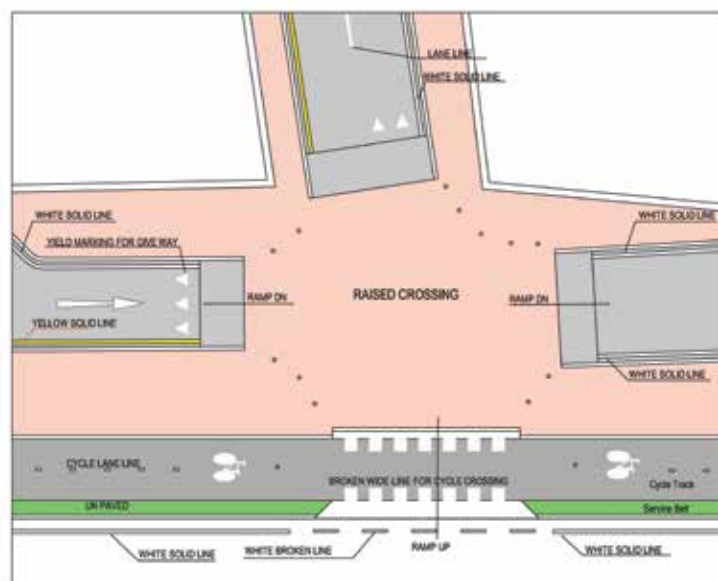 LANE LINE
WHITE SOLID LINE
WHITE SOLID LINE
WHITE SOLID LINE
YIELD MARKING FOR GIVE WAY
RAMP DN
RAISED CROSSING
RAMP DN
YELLOW SOLID LINE
WHITE SOLID LINE
CYCLE LANE LINE
BROKEN WIDE LINE FOR CYCLE CROSSING
Cycle Track
UN PAVED
Service Belt
WHITE SOLID LINE
WHITE BROKEN LINE
RAMP UP
WHITE SOLID LINE